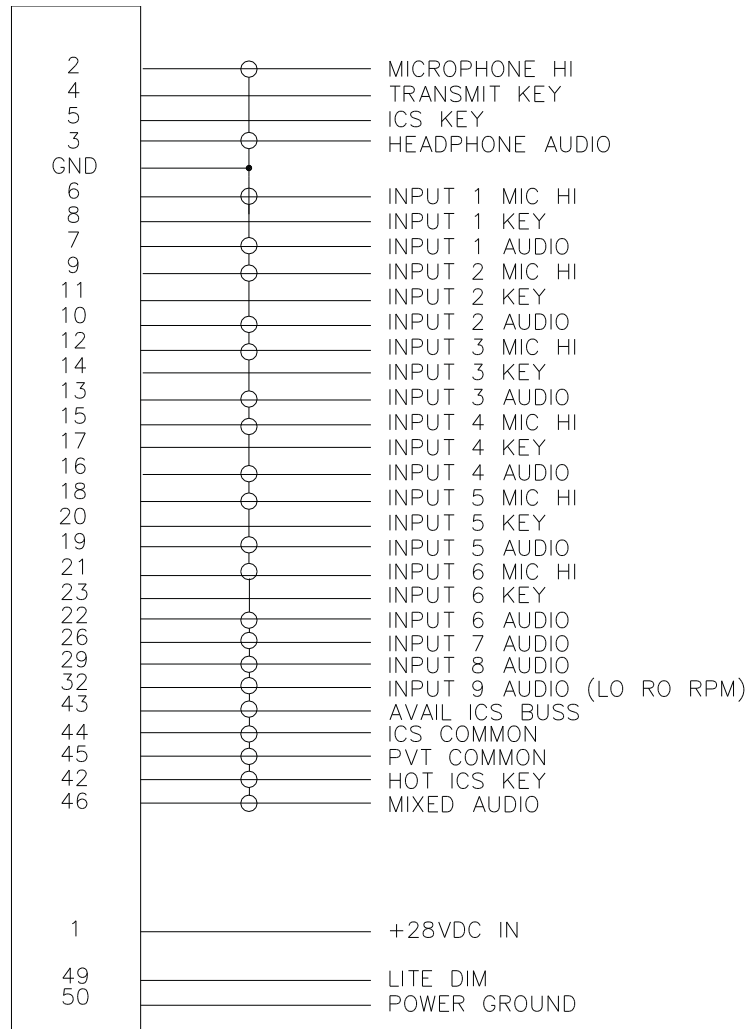 2 MICROPHONE HI
4 TRANSMIT KEY
5 ICS KEY
3 HEADPHONE AUDIO
GND
6 INPUT 1 MIC HI
8 INPUT 1 KEY
7 INPUT 1 AUDIO
9 INPUT 2 MIC HI
11 INPUT 2 KEY
10 INPUT 2 AUDIO
12 INPUT 3 MIC HI
14 INPUT 3 KEY
13 INPUT 3 AUDIO
15 INPUT 4 MIC HI
17 INPUT 4 KEY
16 INPUT 4 AUDIO
18 INPUT 5 MIC HI
20 INPUT 5 KEY
19 INPUT 5 AUDIO
21 INPUT 6 MIC HI
23 INPUT 6 KEY
22 INPUT 6 AUDIO
26 INPUT 7 AUDIO
29 INPUT 8 AUDIO
32 INPUT 9 AUDIO (LO RO RPM)
43 AVAIL ICS BUSS
44 ICS COMMON
45 PVT COMMON
42 HOT ICS KEY
46 MIXED AUDIO
1 +28VDC IN
49 LITE DIM
50 POWER GROUND